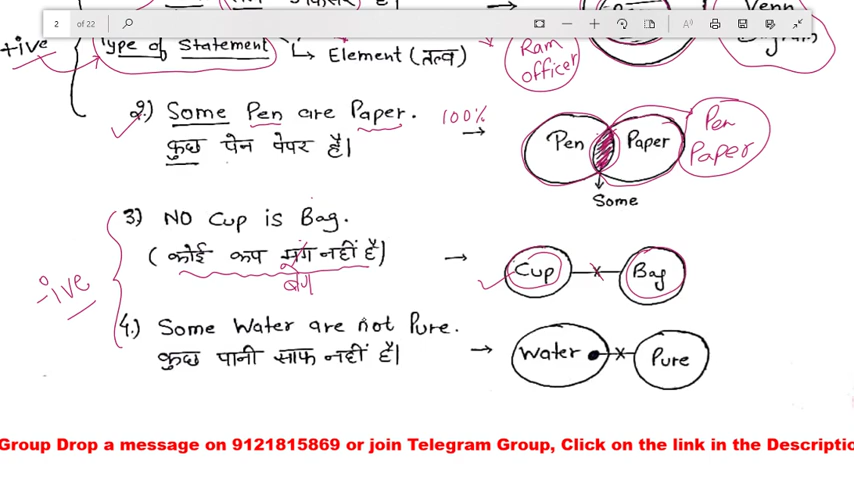 2 of 22
+ive
Type of Statement
Element (तत्व)
Ram
officer
Venn
Diagram
2.) Some Pen are Paper. 100%
कुछ पेन पेपर है।
Pen Paper
Pen
Paper
Some
3.) NO Cup is Bag.
(कोई कप मग नहीं है)
बैग
Cup Bag
-ive
4.) Some Water are not Pure.
कुछ पानी साफ नहीं है।
Water Pure
Group Drop a message on 9121815869 or join Telegram Group, Click on the link in the Descriptio